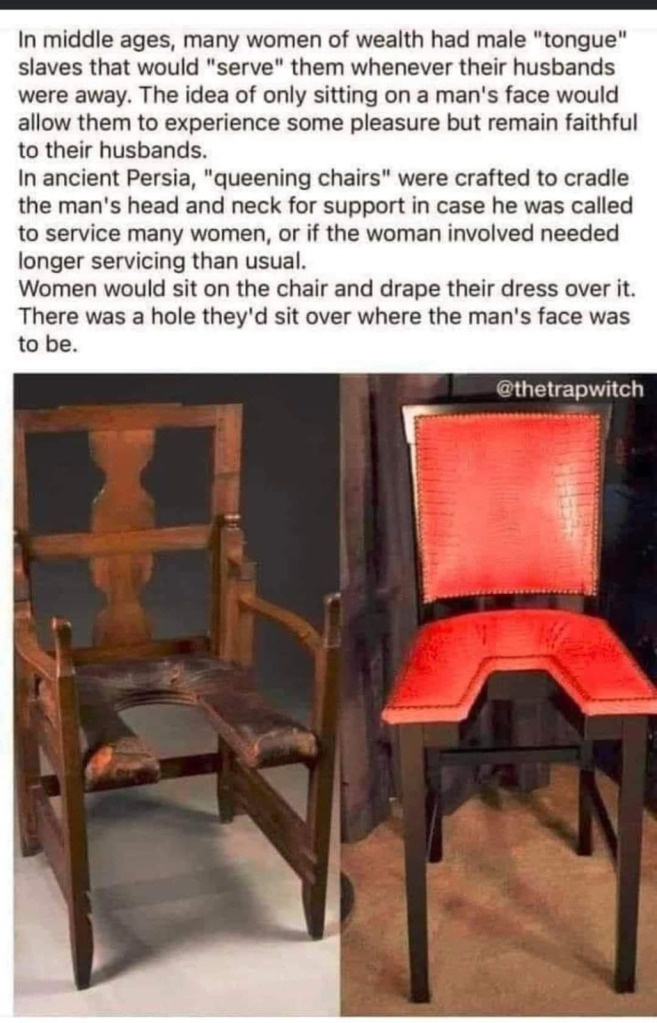 In middle ages, many women of wealth had male "tongue"
slaves that would "serve" them whenever their husbands
were away. The idea of only sitting on a man's face would
allow them to experience some pleasure but remain faithful
to their husbands.
In ancient Persia, "queening chairs" were crafted to cradle
the man's head and neck for support in case he was called
to service many women, or if the woman involved needed
longer servicing than usual.
Women would sit on the chair and drape their dress over it.
There was a hole they'd sit over where the man's face was
to be.
@thetrapwitch